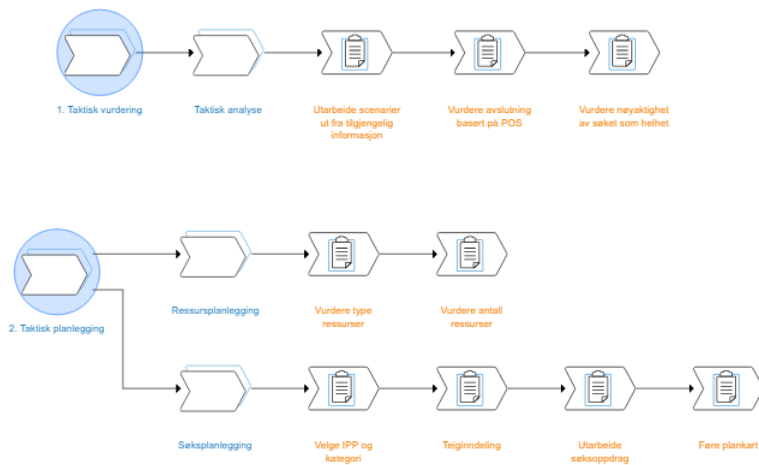 1. Taktisk vurdering
Taktisk analyse
Utarbeide scenarier
ut fra tilgjengelig
informasjon
Vurdere avslutning
basert på POS
Vurdere nøyaktighet
av søket som helhet
2. Taktisk planlegging
Ressursplanlegging
Vurdere type
ressurser
Vurdere antall
ressurser
Søksplanlegging
Velge IPP og
kategori
Teiginndeling
Utarbeide
søksoppdrag
Føre plankart